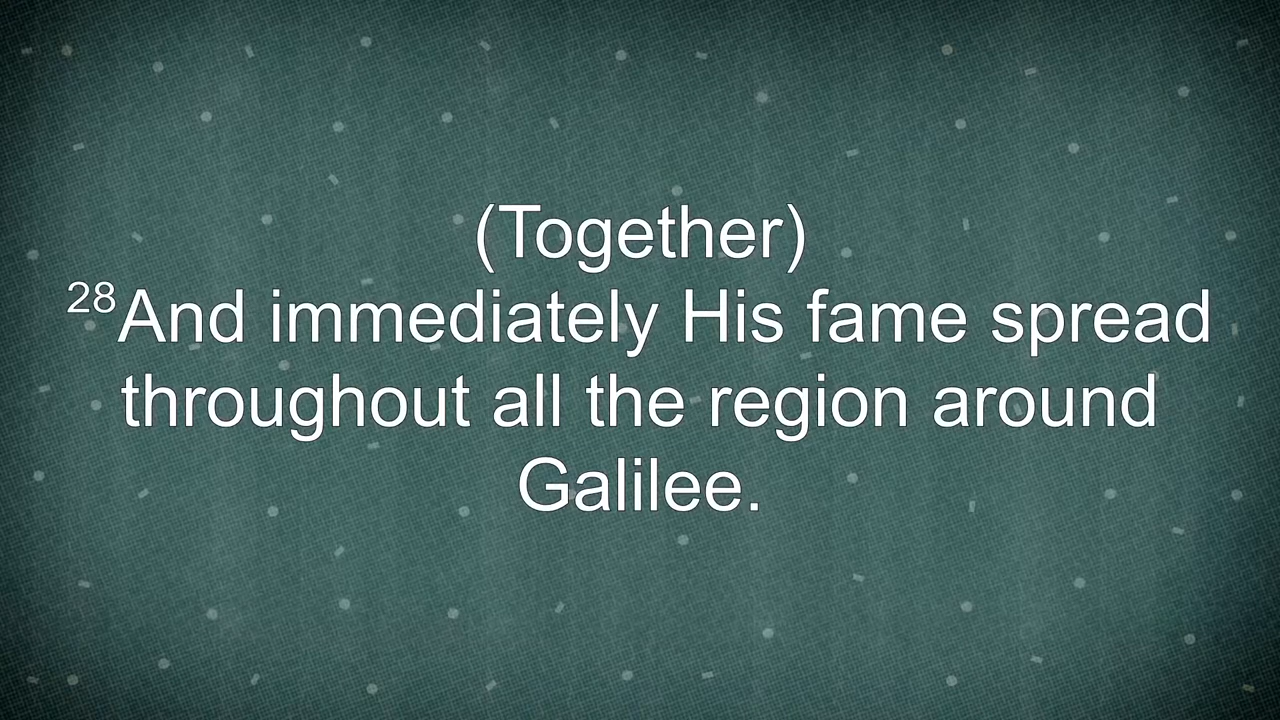 (Together)
28And immediately His fame spread
throughout all the region around
Galilee.